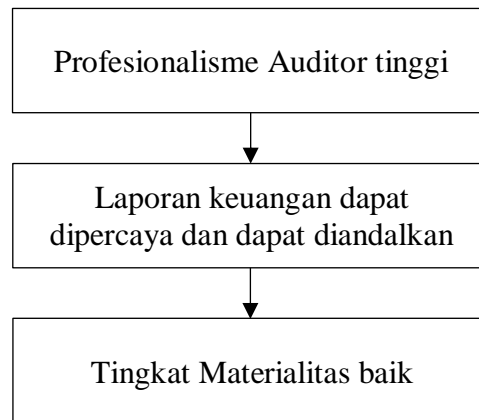 Profesionalisme Auditor tinggi
Laporan keuangan dapat
dipercaya dan dapat diandalkan
Tingkat Materialitas baik